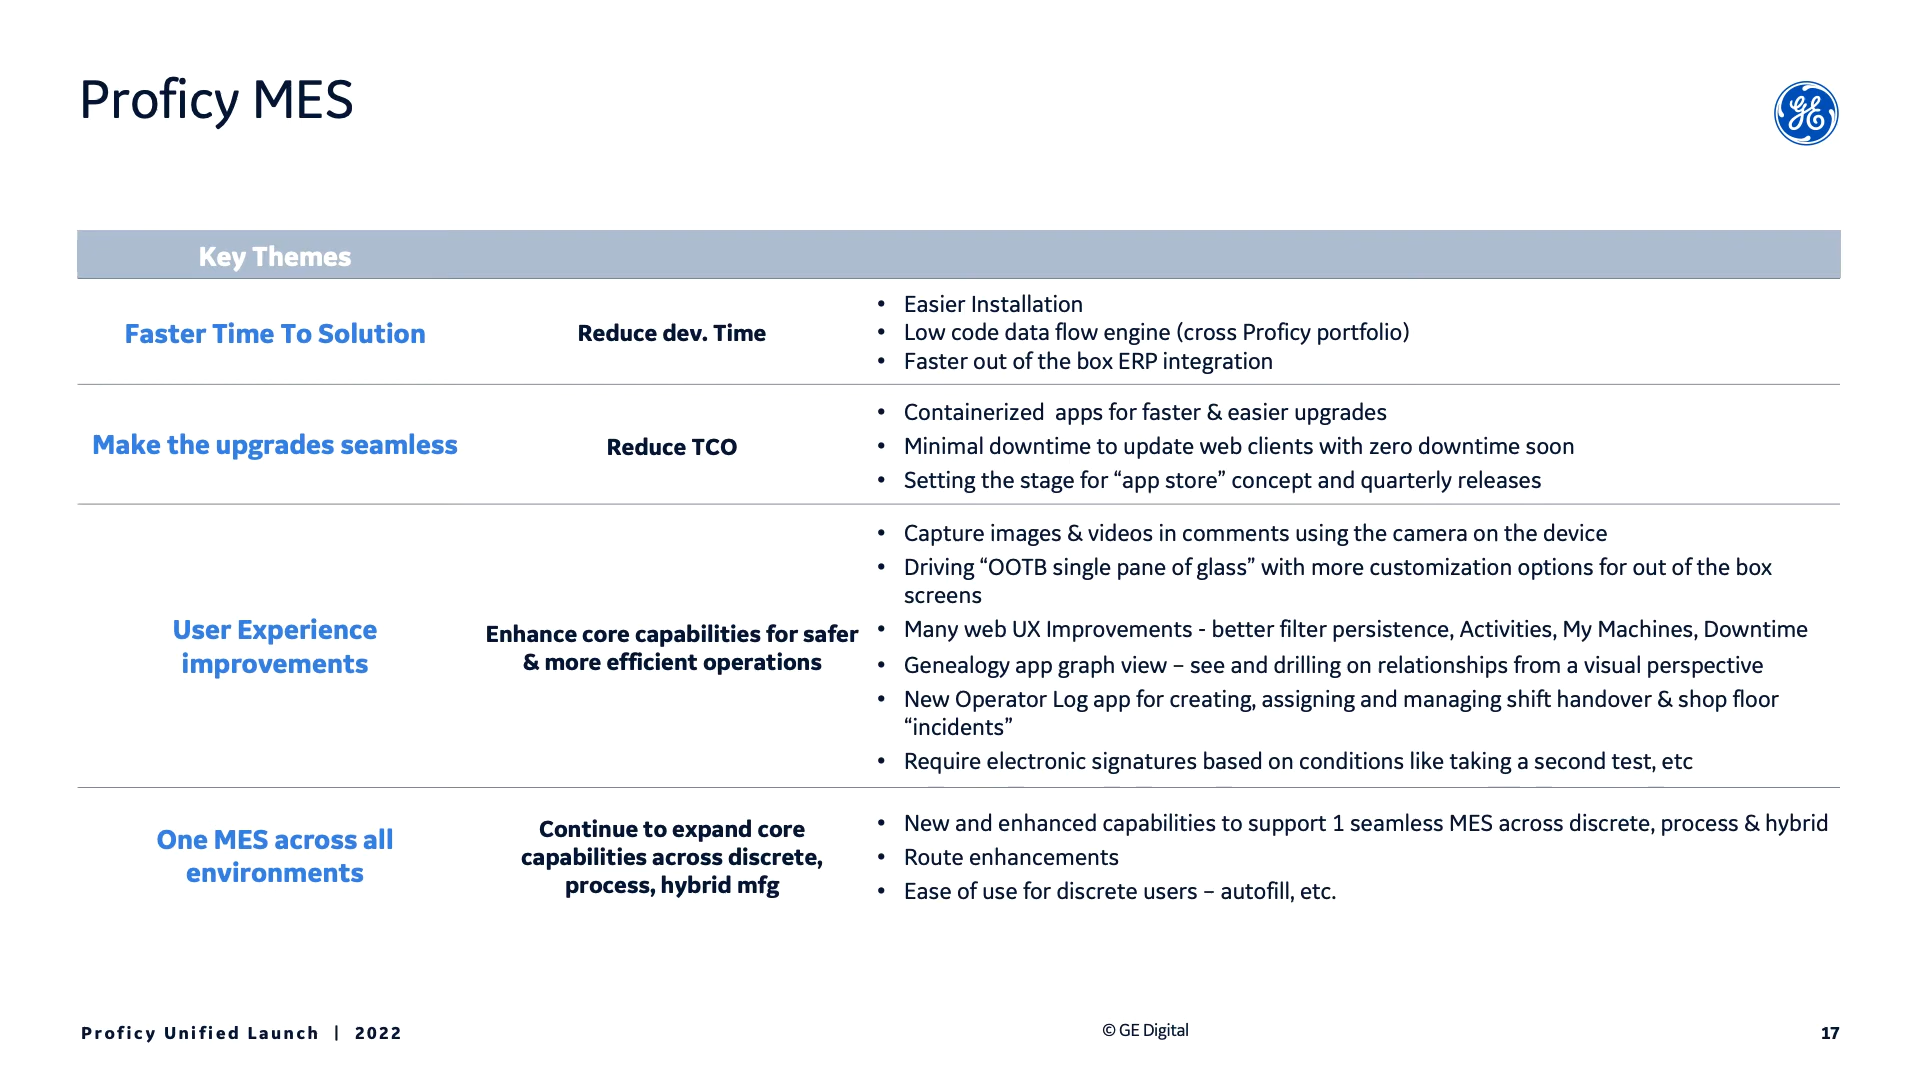 Proficy MES
GE
Key Themes
Faster Time To Solution
Reduce dev. Time
• Easier Installation
• Low code data flow engine (cross Proficy portfolio)
• Faster out of the box ERP integration
Make the upgrades seamless
Reduce TCO
• Containerized  apps for faster & easier upgrades
• Minimal downtime to update web clients with zero downtime soon
• Setting the stage for “app store” concept and quarterly releases
User Experience
improvements
Enhance core capabilities for safer
& more efficient operations
• Capture images & videos in comments using the camera on the device
• Driving “OOTB single pane of glass” with more customization options for out of the box
screens
• Many web UX Improvements - better filter persistence, Activities, My Machines, Downtime
• Genealogy app graph view – see and drilling on relationships from a visual perspective
• New Operator Log app for creating, assigning and managing shift handover & shop floor
“incidents”
• Require electronic signatures based on conditions like taking a second test, etc
One MES across all
environments
Continue to expand core
capabilities across discrete,
process, hybrid mfg
• New and enhanced capabilities to support 1 seamless MES across discrete, process & hybrid
• Route enhancements
• Ease of use for discrete users – autofill, etc.
Proficy Unified Launch | 2022
© GE Digital
17